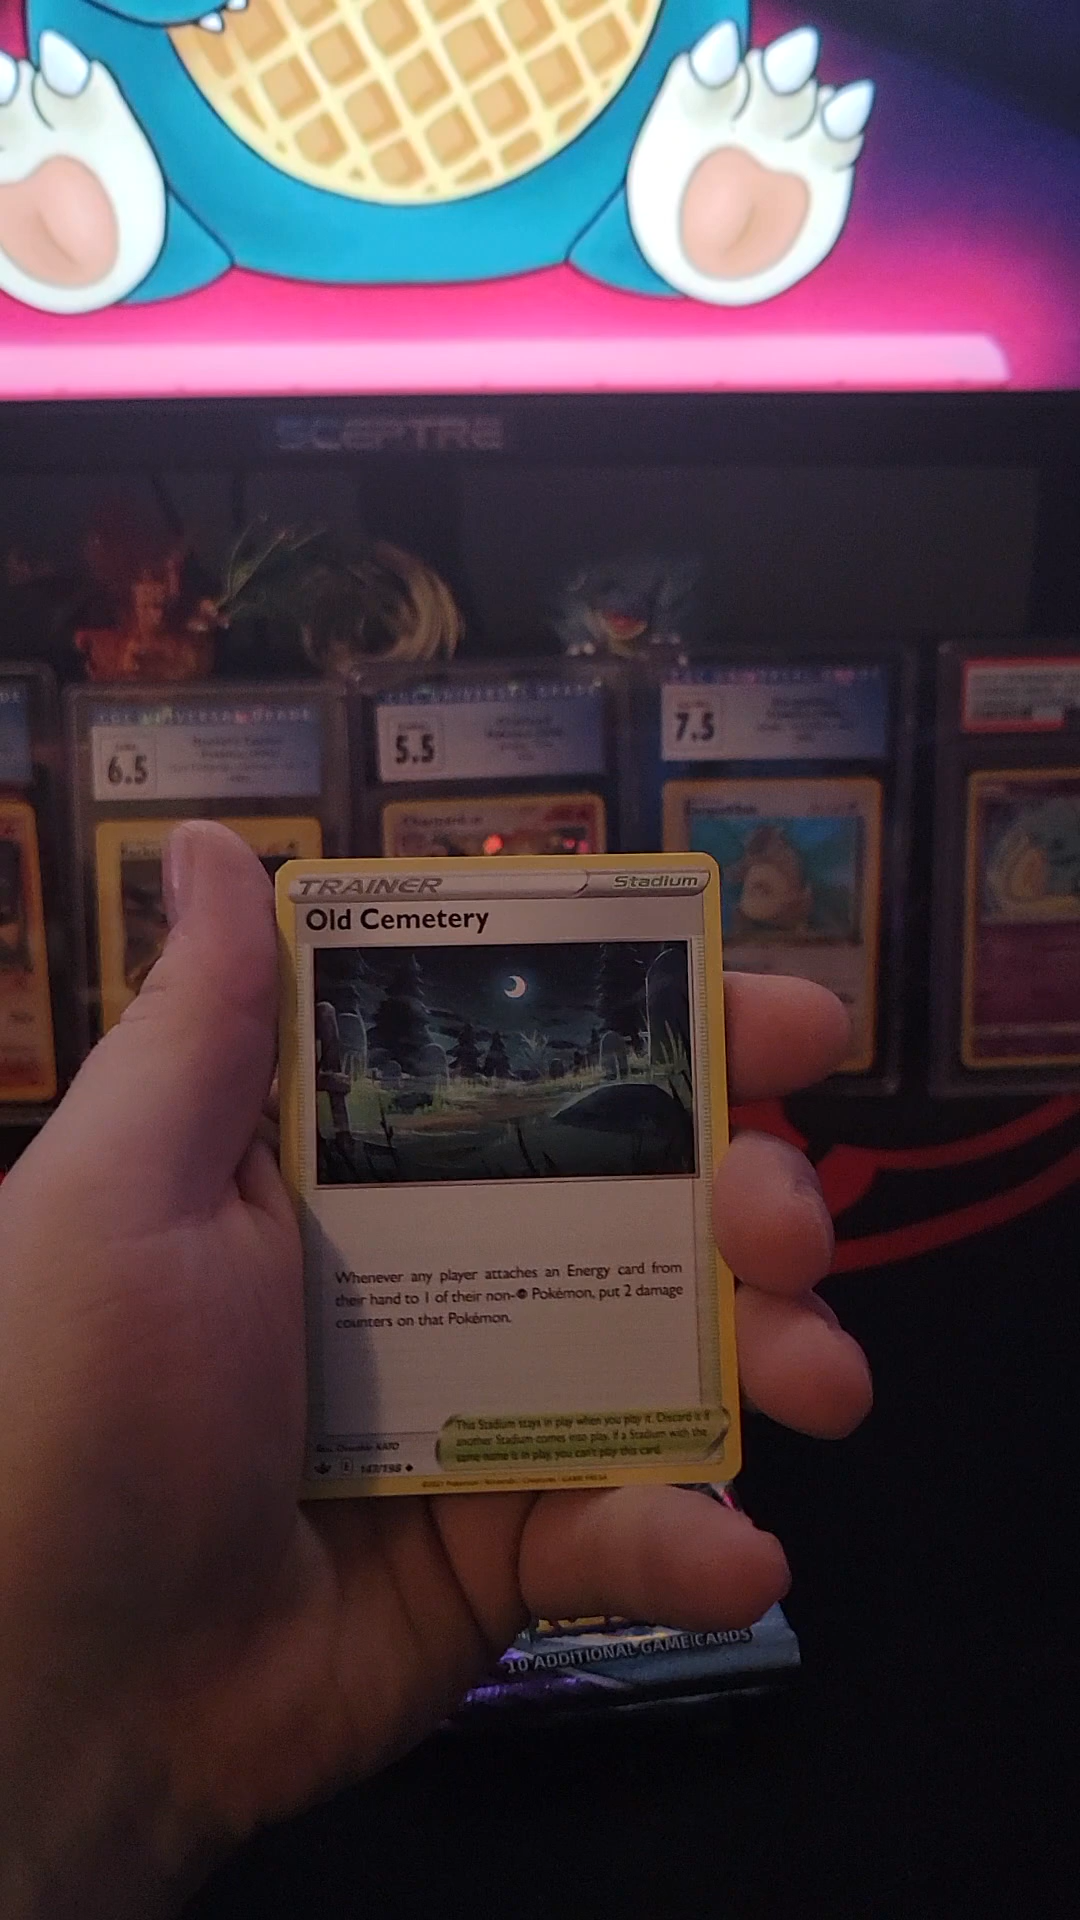 SCEPTRE
CGC UNIVERSAL GRADE
6.5
5.5
7.5
TRAINER
Stadium
Old Cemetery
Whenever any player attaches an Energy card from
their hand to 1 of their non- Pokémon, put 2 damage
counters on that Pokémon.
This Stadium stays in play when you play it. Discard it if
another Stadium comes into play. If a Stadium with the
same name is in play, you can't play this card.
147/198
10 ADDITIONAL GAME CARDS